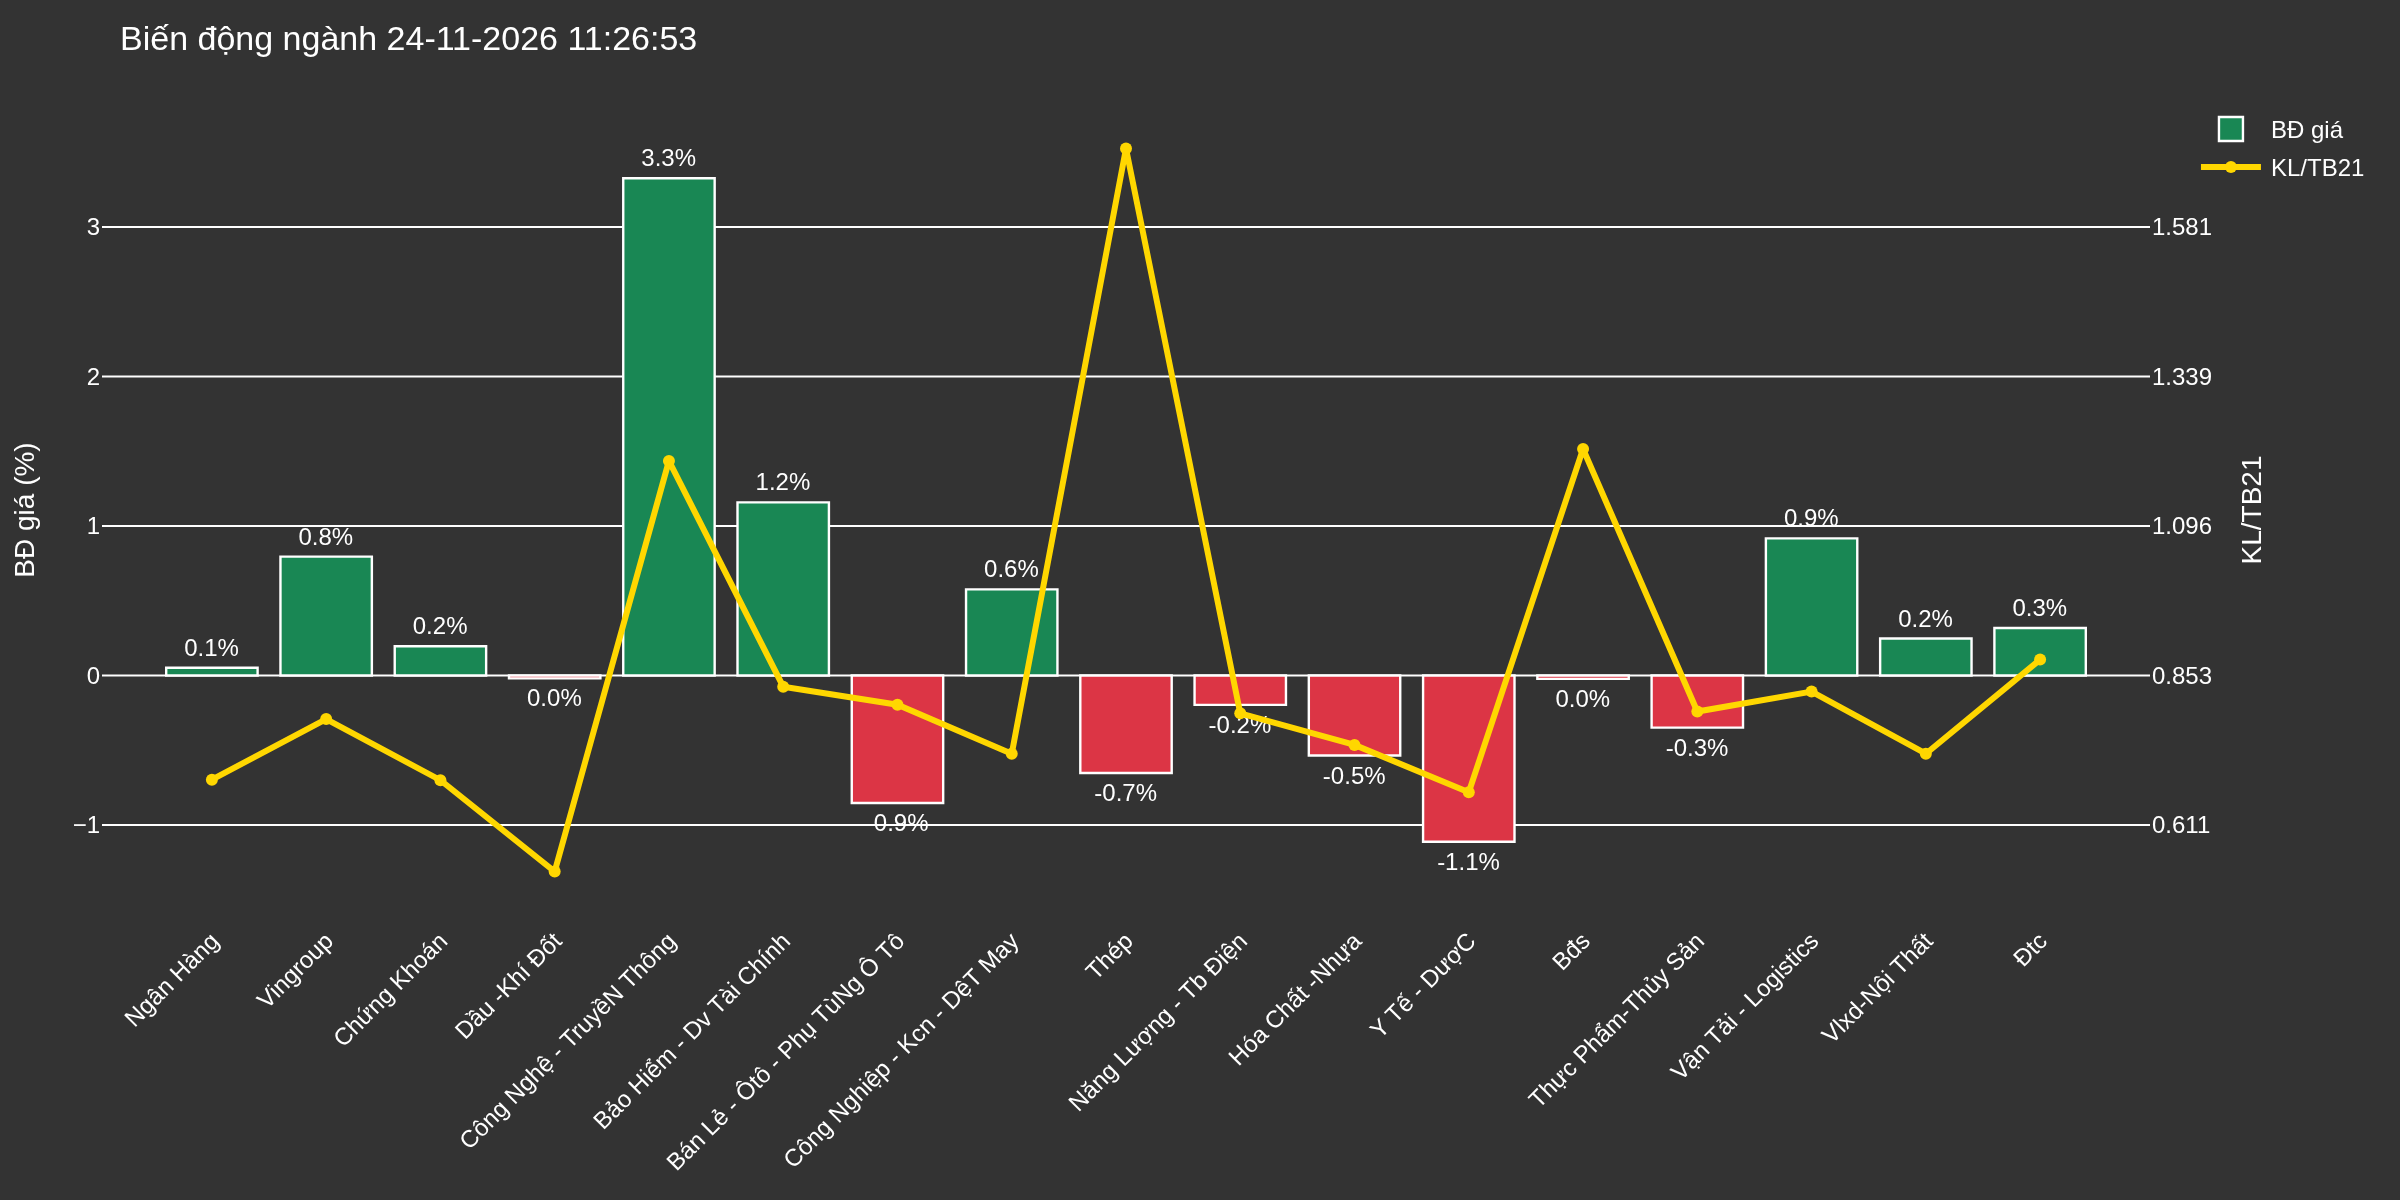 Biến động ngành 24-11-2026 11:26:53
BĐ giá
KL/TB21
3.3%
3
1.581
2
1.339
BĐ giá (%)
KL/TB21
1.2%
0.9%
1
1.096
0.8%
0.6%
0.3%
0.2%
0.2%
0.1%
0
0.853
0.0%
0.0%
-0.2%
-0.3%
-0.5%
-0.7%
0.9%
−1
0.611
-1.1%
Ngân Hàng
Vingroup
Chứng Khoán
Dầu -Khí Đốt
Công Nghệ - TruyềN Thông
Bảo Hiểm - Dv Tài Chính
Bán Lẻ - Ôtô - Phụ TùNg Ô Tô
Công Nghiệp - Kcn - DệT May
Thép
Năng Lượng - Tb Điện
Hóa Chất -Nhựa
Y Tế - DượC
Bđs
Thực Phẩm-Thủy Sản
Vận Tải - Logistics
Vlxd-Nội Thất
Đtc